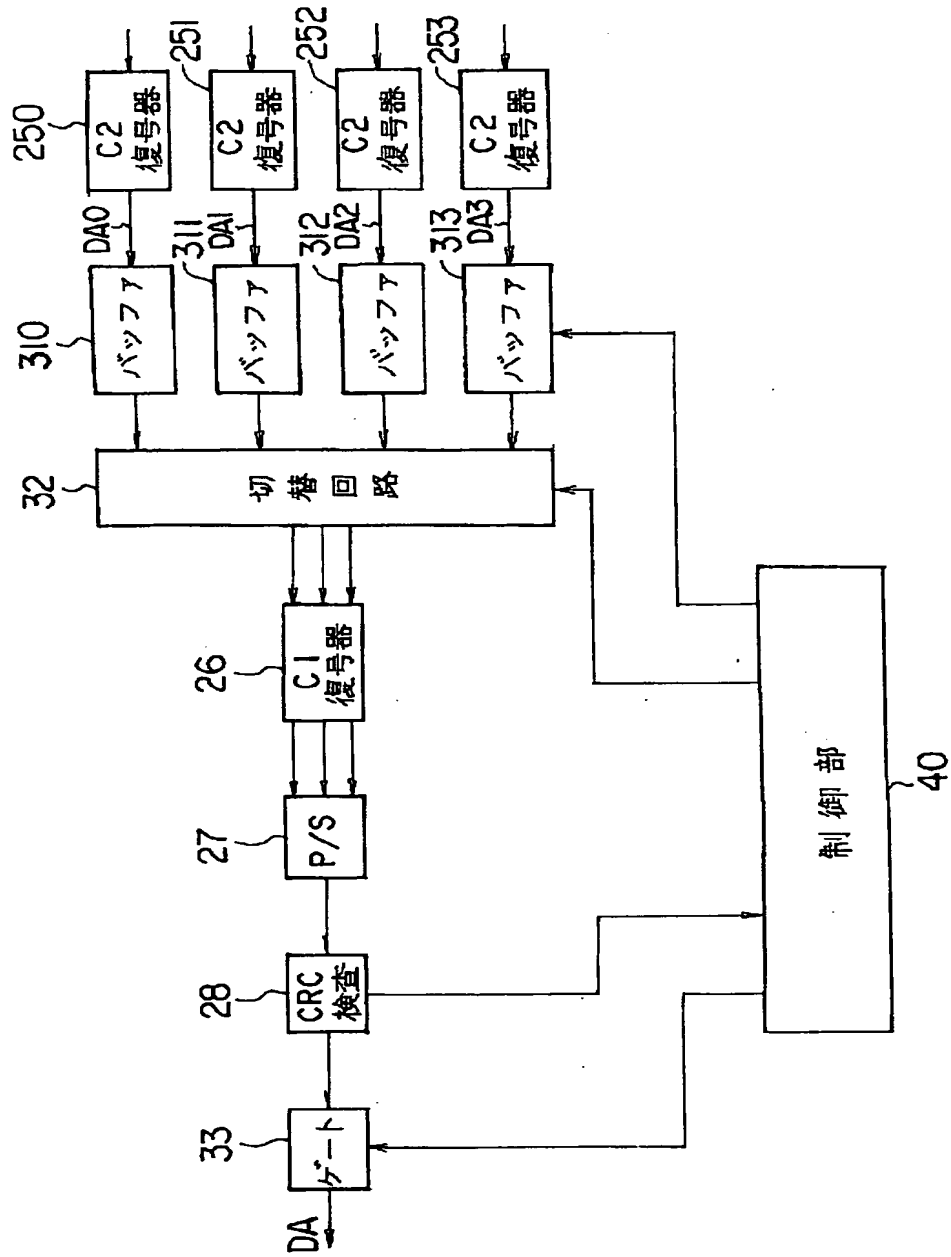 250
C2
復号器
251
C2
復号器
252
C2
復号器
253
C2
復号器
DA0
DA1
DA2
DA3
310
バッファ
311
バッファ
312
バッファ
313
バッファ
32
切替回路
26
C1
復号器
27
P/S
28
CRC
検査
33
ゲート
DA
制御部
40